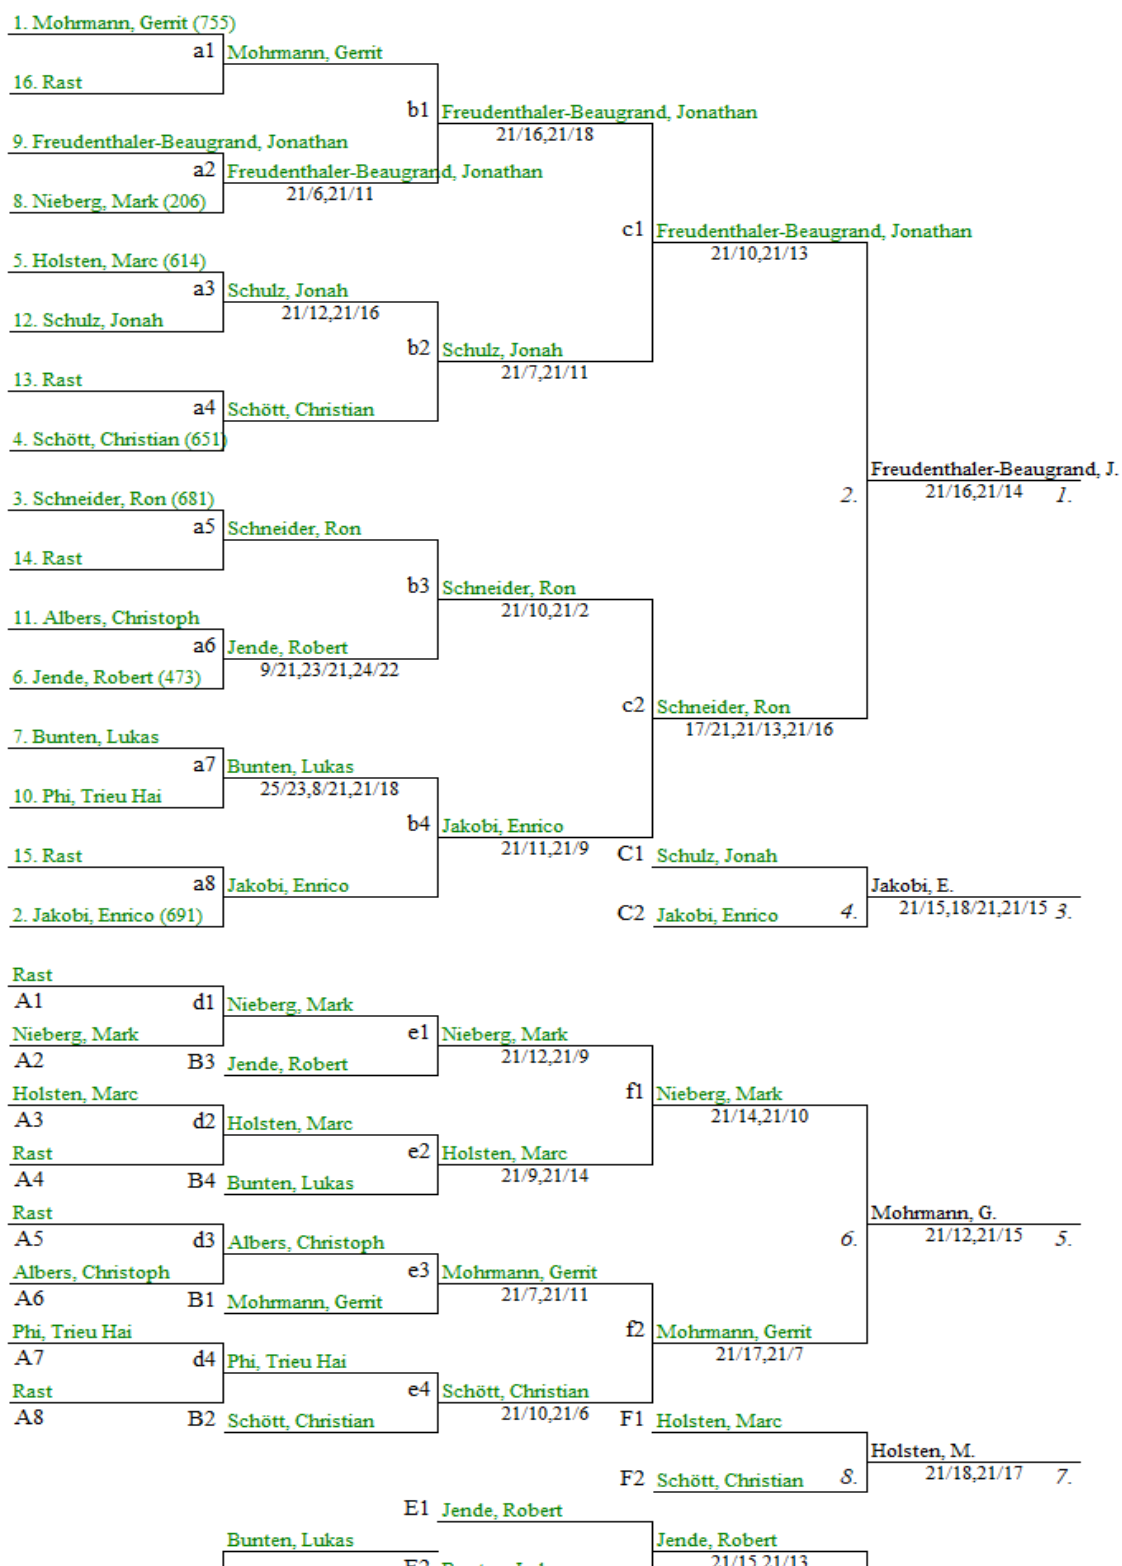 1. Mohrmann, Gerrit (755)
a1 Mohrmann, Gerrit
16. Rast
b1 Freudenthaler-Beaugrand, Jonathan
21/16,21/18
9. Freudenthaler-Beaugrand, Jonathan
a2 Freudenthaler-Beaugrand, Jonathan
21/6,21/11
8. Nieberg, Mark (206)
c1 Freudenthaler-Beaugrand, Jonathan
21/10,21/13
5. Holsten, Marc (614)
a3 Schulz, Jonah
21/12,21/16
12. Schulz, Jonah
b2 Schulz, Jonah
21/7,21/11
13. Rast
a4 Schött, Christian
4. Schött, Christian (651)
Freudenthaler-Beaugrand, J.
2. 21/16,21/14 1.
3. Schneider, Ron (681)
a5 Schneider, Ron
14. Rast
b3 Schneider, Ron
21/10,21/2
11. Albers, Christoph
a6 Jende, Robert
9/21,23/21,24/22
6. Jende, Robert (473)
c2 Schneider, Ron
17/21,21/13,21/16
7. Bunten, Lukas
a7 Bunten, Lukas
25/23,8/21,21/18
10. Phi, Trieu Hai
b4 Jakobi, Enrico
21/11,21/9
C1 Schulz, Jonah
15. Rast
a8 Jakobi, Enrico
Jakobi, E.
21/15,18/21,21/15 3.
2. Jakobi, Enrico (691)
C2 Jakobi, Enrico 4.
Rast
A1 d1 Nieberg, Mark
Nieberg, Mark
e1 Nieberg, Mark
21/12,21/9
A2 B3 Jende, Robert
Holsten, Marc
f1 Nieberg, Mark
21/14,21/10
A3 d2 Holsten, Marc
Rast
e2 Holsten, Marc
21/9,21/14
A4 B4 Bunten, Lukas
Rast
Mohrmann, G.
21/12,21/15 5.
A5 d3 Albers, Christoph 6.
Albers, Christoph
e3 Mohrmann, Gerrit
21/7,21/11
A6 B1 Mohrmann, Gerrit
Phi, Trieu Hai
f2 Mohrmann, Gerrit
21/17,21/7
A7 d4 Phi, Trieu Hai
Rast
e4 Schött, Christian
21/10,21/6
A8 B2 Schött, Christian
F1 Holsten, Marc
Holsten, M.
21/18,21/17 7.
F2 Schött, Christian 8.
E1 Jende, Robert
Bunten, Lukas
Jende, Robert
21/15,21/13